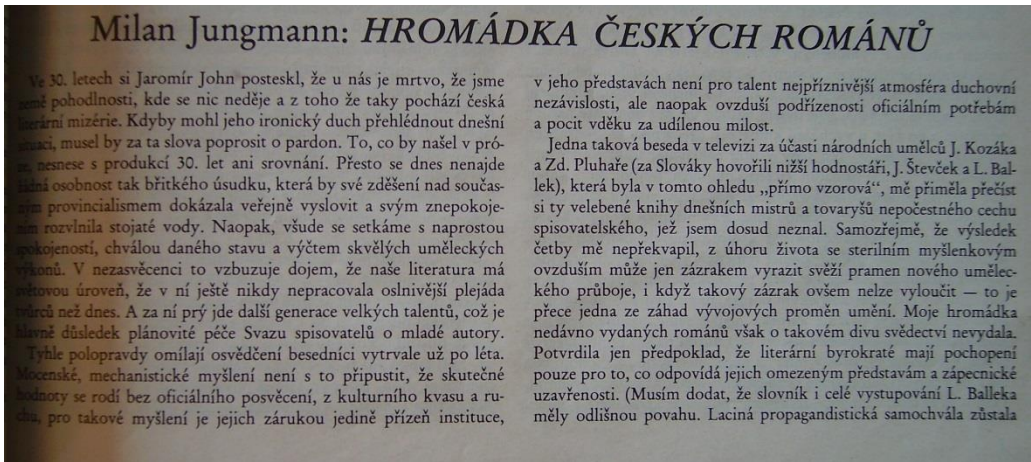 Milan Jungmann: HROMÁDKA ČESKÝCH ROMÁNŮ
Ve 30. letech si Jaromír John posteskl, že u nás je mrtvo, že jsme
země pohodlnosti, kde se nic neděje a z toho že taky pochází česká
literární mizérie. Kdyby mohl jeho ironický duch přehlédnout dnešní
situaci, musel by za ta slova poprosit o pardon. To, co by našel v pró-
ze, nesnese s produkcí 30. let ani srovnání. Přesto se dnes nenajde
žádná osobnost tak břitkého úsudku, která by své zděšení nad součas-
ným provincialismem dokázala veřejně vyslovit a svým znepokoje-
ním rozvlnila stojaté vody. Naopak, všude se setkáme s naprostou
spokojeností, chválou daného stavu a výčtem skvělých uměleckých
výkonů. V nezasvěcenci to vzbuzuje dojem, že naše literatura má
světovou úroveň, že v ní ještě nikdy nepracovala oslnivější plejáda
tvůrců než dnes. A za ní prý jde další generace velkých talentů, což je
hlavně důsledek plánovité péče Svazu spisovatelů o mladé autory.
Tyhle polopravdy omílají osvědčení besedníci vytrvale už po léta.
Mocenské, mechanistické myšlení není s to připustit, že skutečné
hodnoty se rodí bez oficiálního posvěcení, z kulturního kvasu a ru-
chu, pro takové myšlení je jejich zárukou jedině přízeň instituce,
v jeho představách není pro talent nejpříznivější atmosféra duchovní
nezávislosti, ale naopak ovzduší podřízenosti oficiálním potřebám
a pocit vděku za udílenou milost.
Jedna taková beseda v televizi za účasti národních umělců J. Kozáka
a Zd. Pluhaře (za Slováky hovořili nižší hodnostáři, J. Števček a L. Bal-
lek), která byla v tomto ohledu „přímo vzorová“, mě přiměla přečíst
si ty velebené knihy dnešních mistrů a tovaryšů nepočestného cechu
spisovatelského, jež jsem dosud neznal. Samozřejmě, že výsledek
četby mě nepřekvapil, z úhoru života se sterilním myšlenkovým
ovzduším může jen zázrakem vyrazit svěží pramen nového umělec-
kého průboje, i když takový zázrak ovšem nelze vyloučit — to je
přece jedna ze záhad vývojových proměn umění. Moje hromádka
nedávno vydaných románů však o takovém divu svědectví nevydala.
Potvrdila jen předpoklad, že literární byrokraté mají pochopení
pouze pro to, co odpovídá jejich omezeným představám a zápecnické
uzavřenosti. (Musím dodat, že slovník i celé vystupování L. Balleka
měly odlišnou povahu. Laciná propagandistická samochvála zůstala